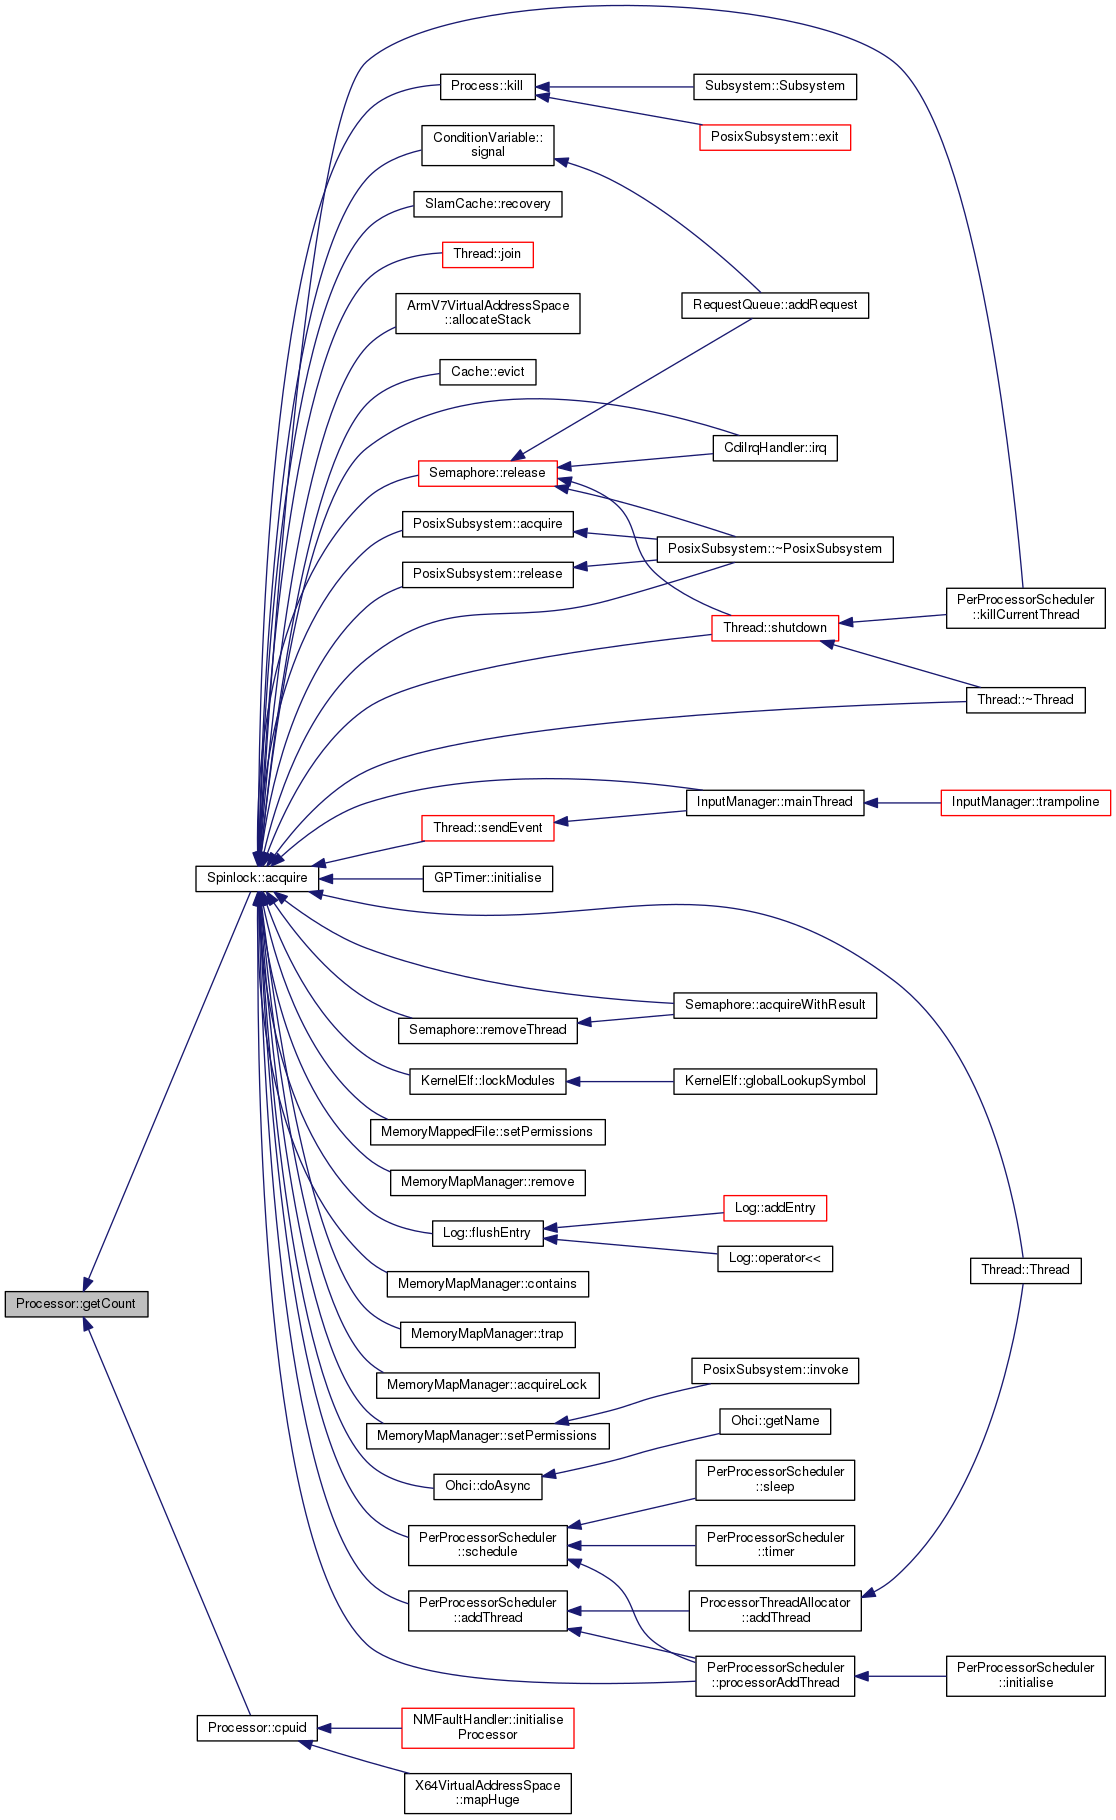 Process::kill
Subsystem::Subsystem
PosixSubsystem::exit
ConditionVariable::
signal
SlamCache::recovery
Thread::join
ArmV7VirtualAddressSpace
::allocateStack
RequestQueue::addRequest
Cache::evict
CdiIrqHandler::irq
Semaphore::release
PosixSubsystem::acquire
PosixSubsystem::~PosixSubsystem
PosixSubsystem::release
PerProcessorScheduler
::killCurrentThread
Thread::shutdown
Thread::~Thread
InputManager::mainThread
InputManager::trampoline
Thread::sendEvent
Spinlock::acquire
GPTimer::initialise
Semaphore::acquireWithResult
Semaphore::removeThread
KernelElf::lockModules
KernelElf::globalLookupSymbol
MemoryMappedFile::setPermissions
MemoryMapManager::remove
Log::addEntry
Log::flushEntry
Log::operator<<
Thread::Thread
MemoryMapManager::contains
Processor::getCount
MemoryMapManager::trap
PosixSubsystem::invoke
MemoryMapManager::acquireLock
Ohci::getName
MemoryMapManager::setPermissions
Ohci::doAsync
PerProcessorScheduler
::sleep
PerProcessorScheduler
::schedule
PerProcessorScheduler
::timer
PerProcessorScheduler
::addThread
ProcessorThreadAllocator
::addThread
PerProcessorScheduler
::processorAddThread
PerProcessorScheduler
::initialise
Processor::cpuid
NMFaultHandler::initialise
Processor
X64VirtualAddressSpace
::mapHuge